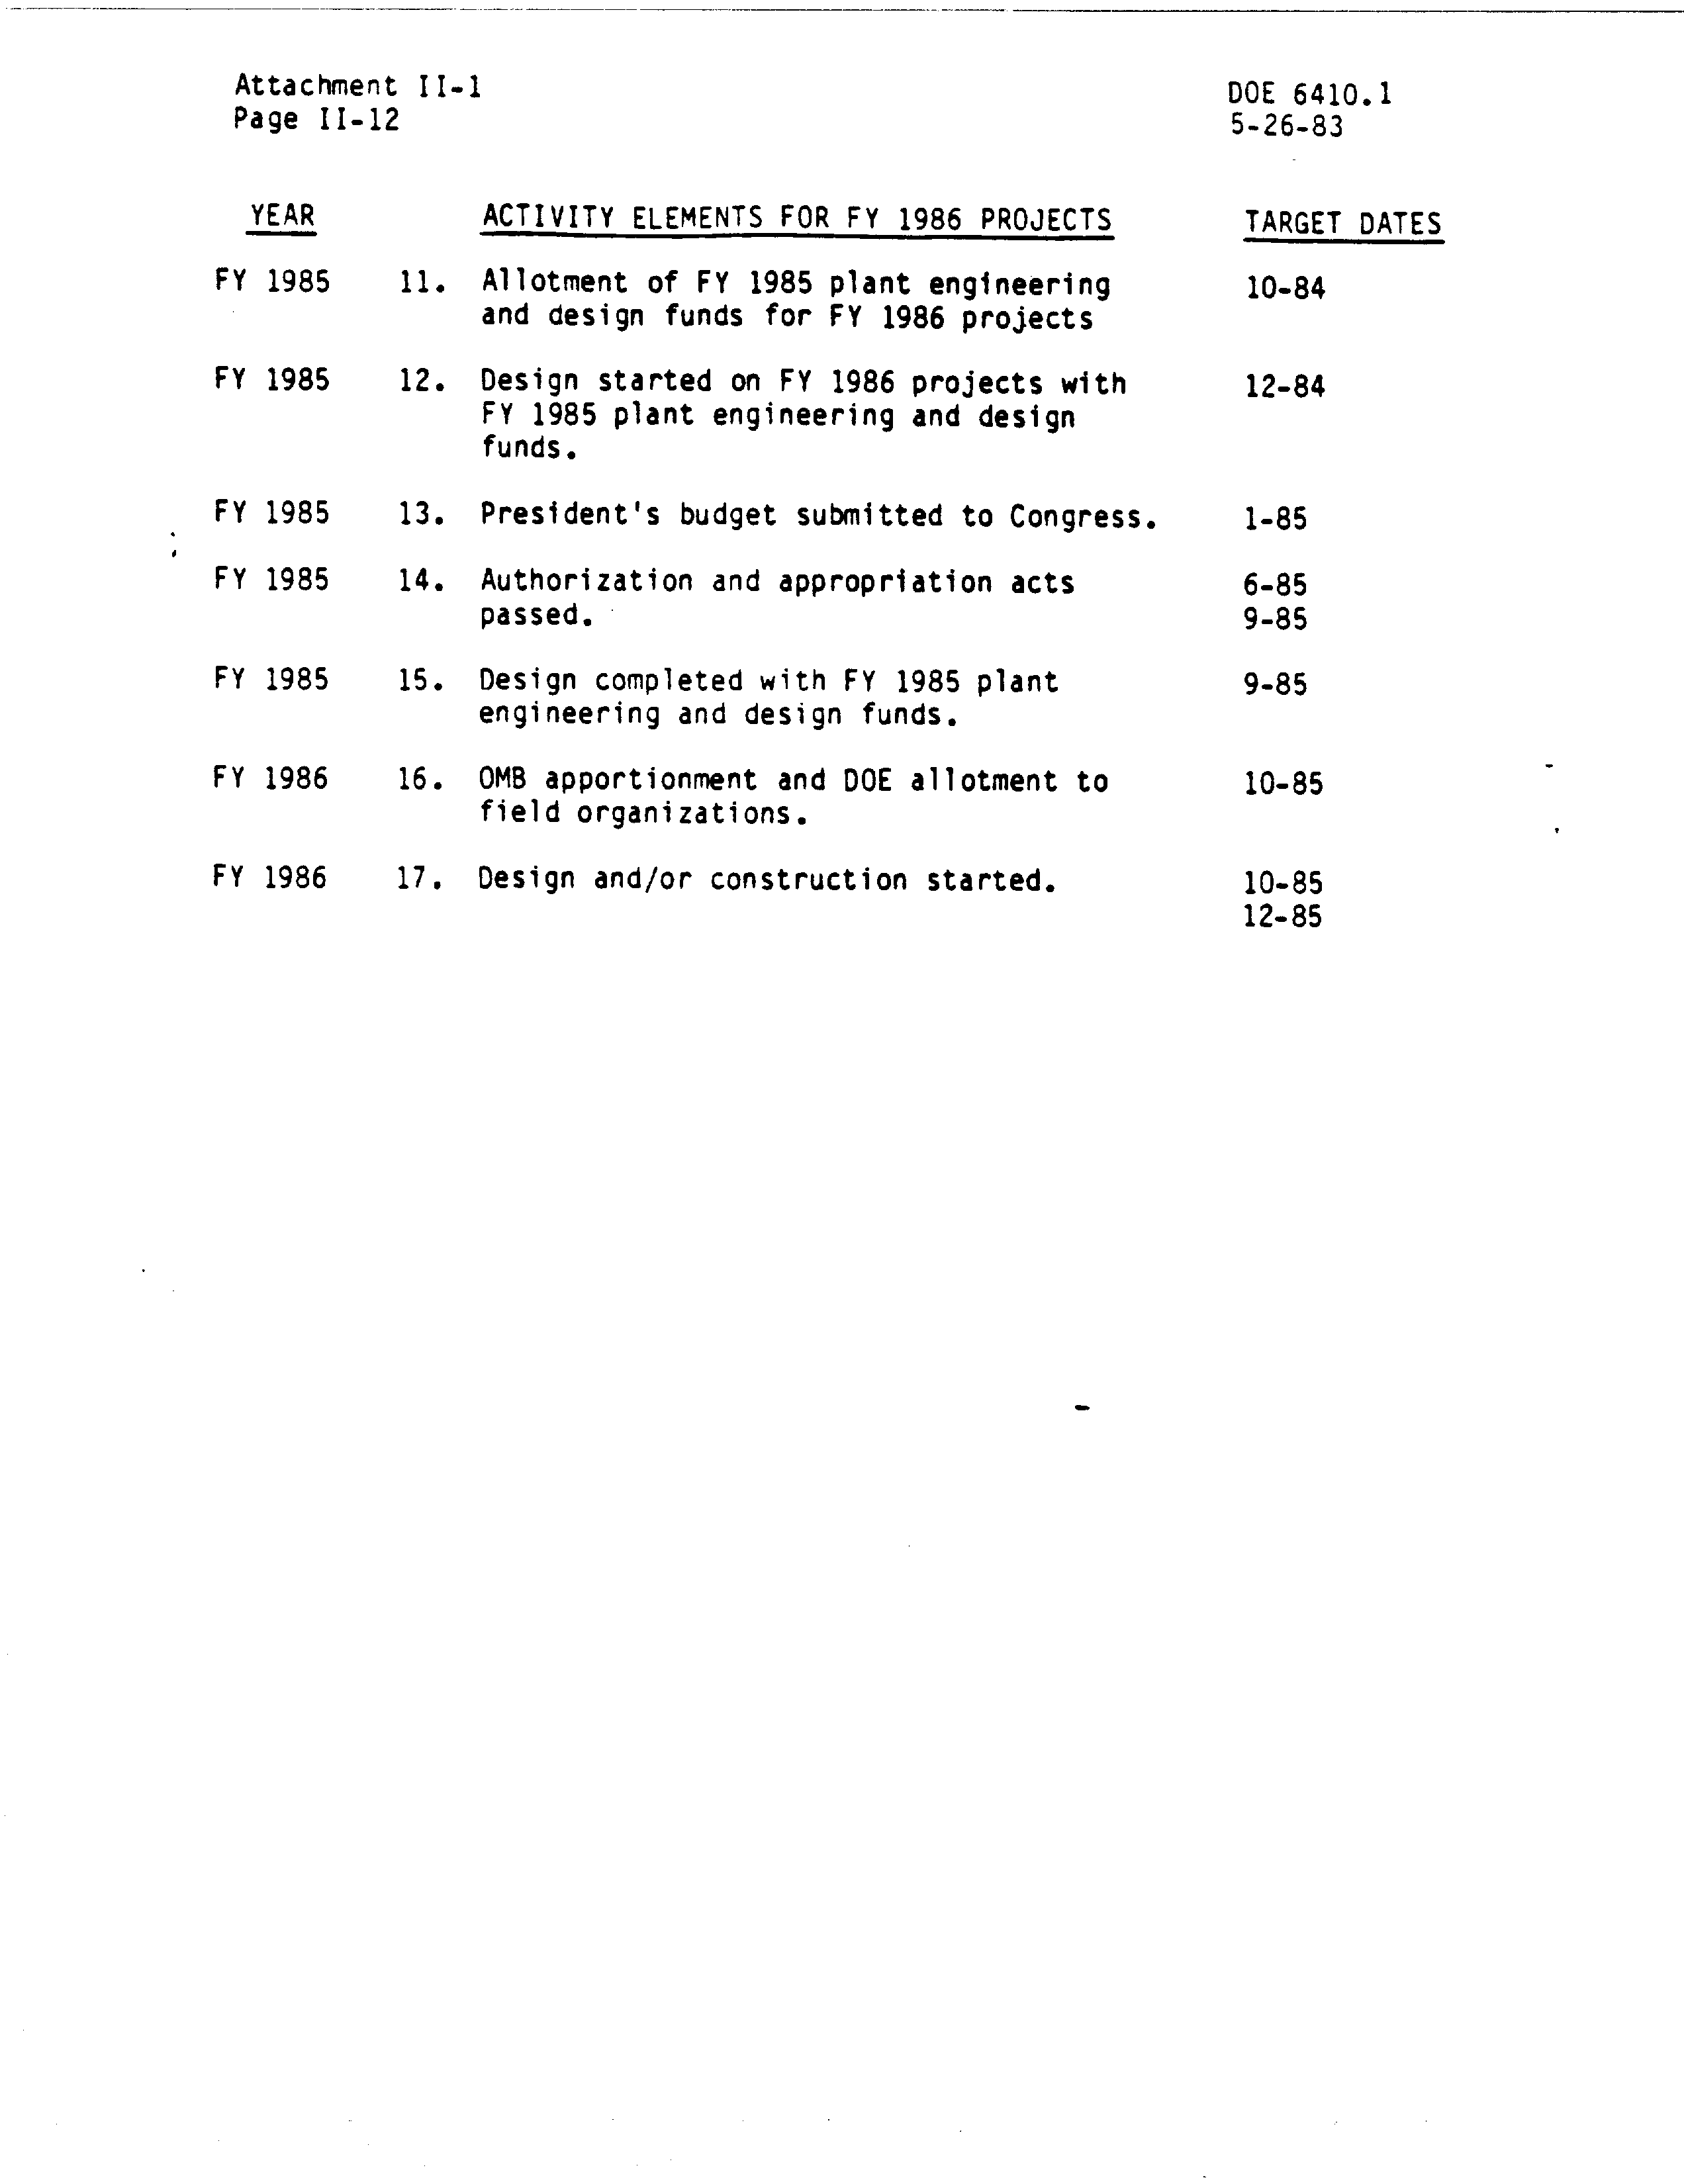 Attachment II-1
DOE 6410.1
Page II-12
5-26-83
YEAR ACTIVITY ELEMENTS FOR FY 1986 PROJECTS TARGET DATES
FY 1985 11. Allotment of FY 1985 plant engineering 10-84
and design funds for FY 1986 projects
FY 1985 12. Design started on FY 1986 projects with 12-84
FY 1985 plant engineering and design
funds.
FY 1985 13. President's budget submitted to Congress. 1-85
FY 1985 14. Authorization and appropriation acts 6-85
passed. 9-85
FY 1985 15. Design completed with FY 1985 plant 9-85
engineering and design funds.
FY 1986 16. OMB apportionment and DOE allotment to 10-85
field organizations.
FY 1986 17. Design and/or construction started. 10-85
12-85